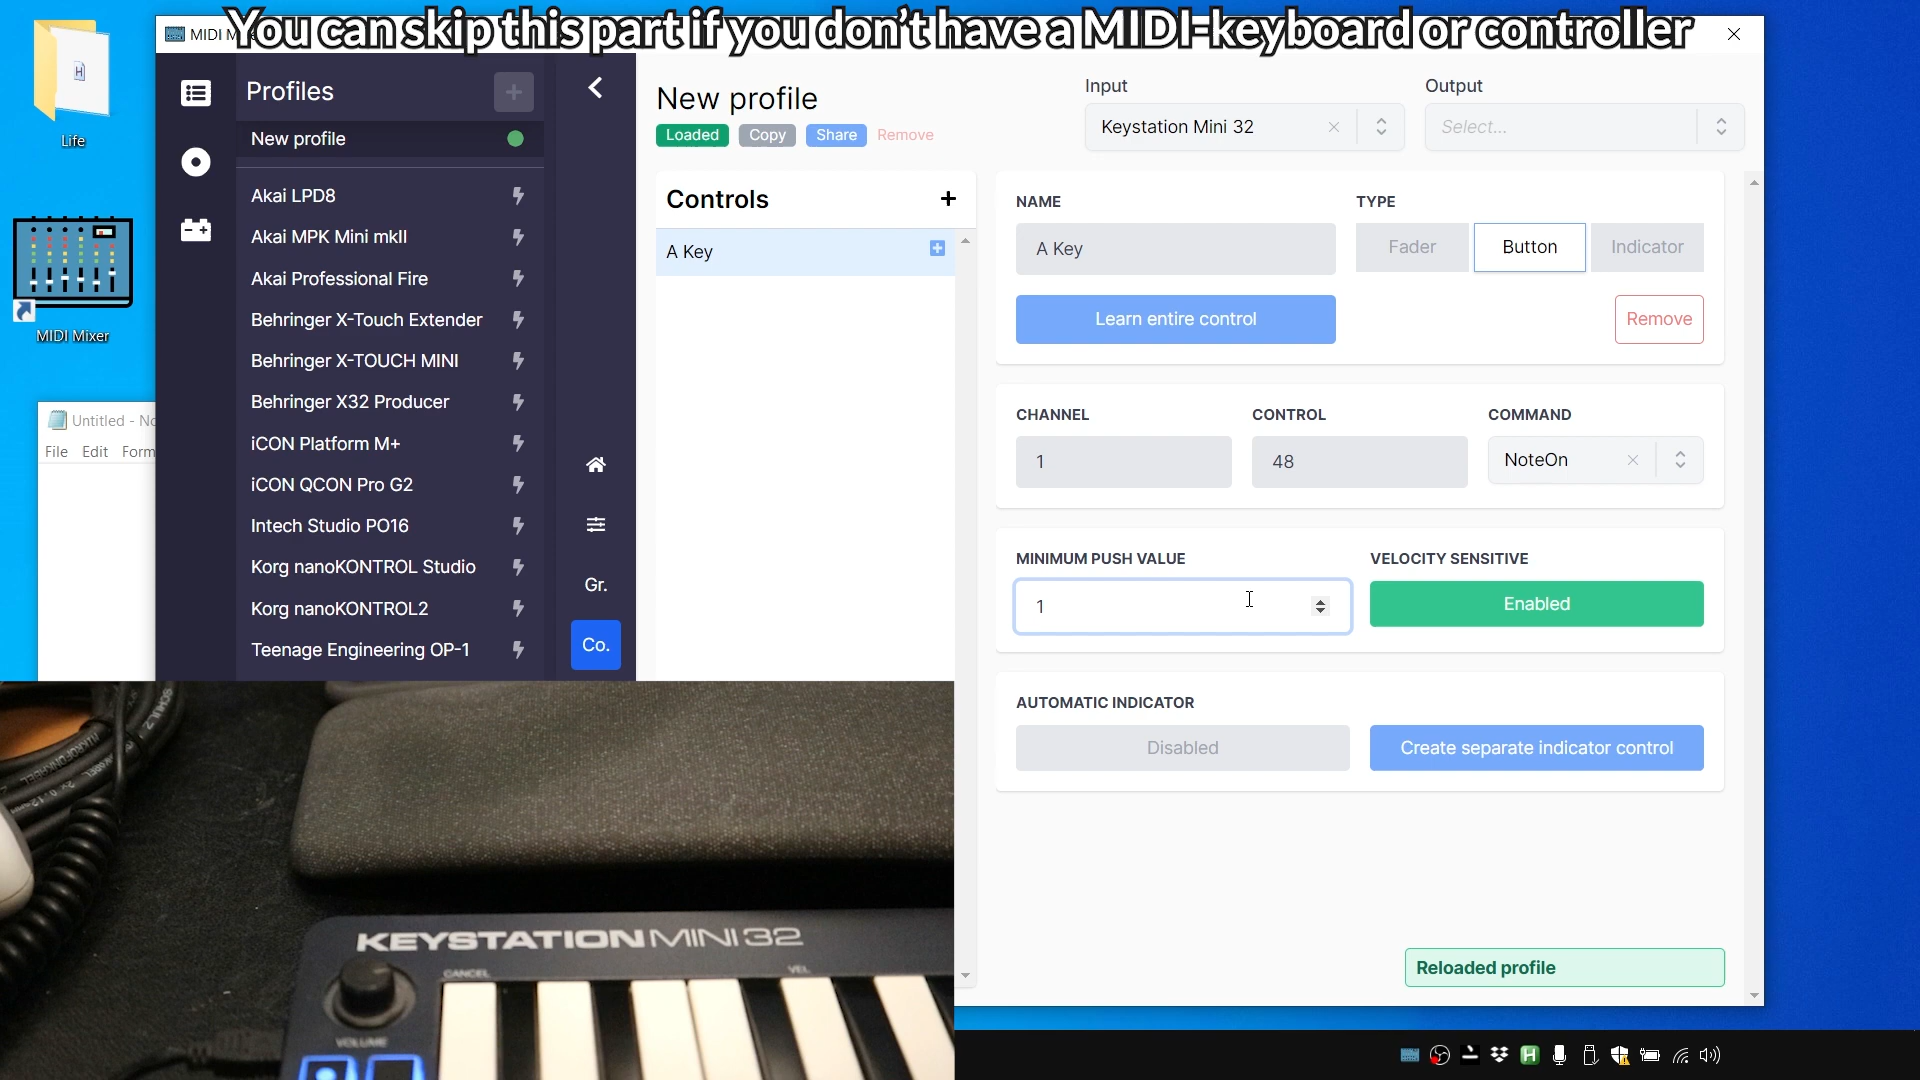 You can skip this part if you don't have a MIDI-keyboard or controller
MIDI M
Life
MIDI Mixer
Untitled - No
File Edit Form
Profiles
New profile
Akai LPD8
Akai MPK Mini mkII
Akai Professional Fire
Behringer X-Touch Extender
Behringer X-TOUCH MINI
Behringer X32 Producer
iCON Platform M+
iCON QCON Pro G2
Intech Studio PO16
Korg nanoKONTROL Studio
Korg nanoKONTROL2
Teenage Engineering OP-1
Gr.
Co.
New profile
Loaded Copy Share Remove
Input
Keystation Mini 32
Output
Select...
Controls
A Key
NAME
A Key
TYPE
Fader Button Indicator
Learn entire control
Remove
CHANNEL
1
CONTROL
48
COMMAND
NoteOn
MINIMUM PUSH VALUE
1
VELOCITY SENSITIVE
Enabled
AUTOMATIC INDICATOR
Disabled
Create separate indicator control
Reloaded profile
KEYSTATION MINI 32
CANCEL
VEL
VOLUME